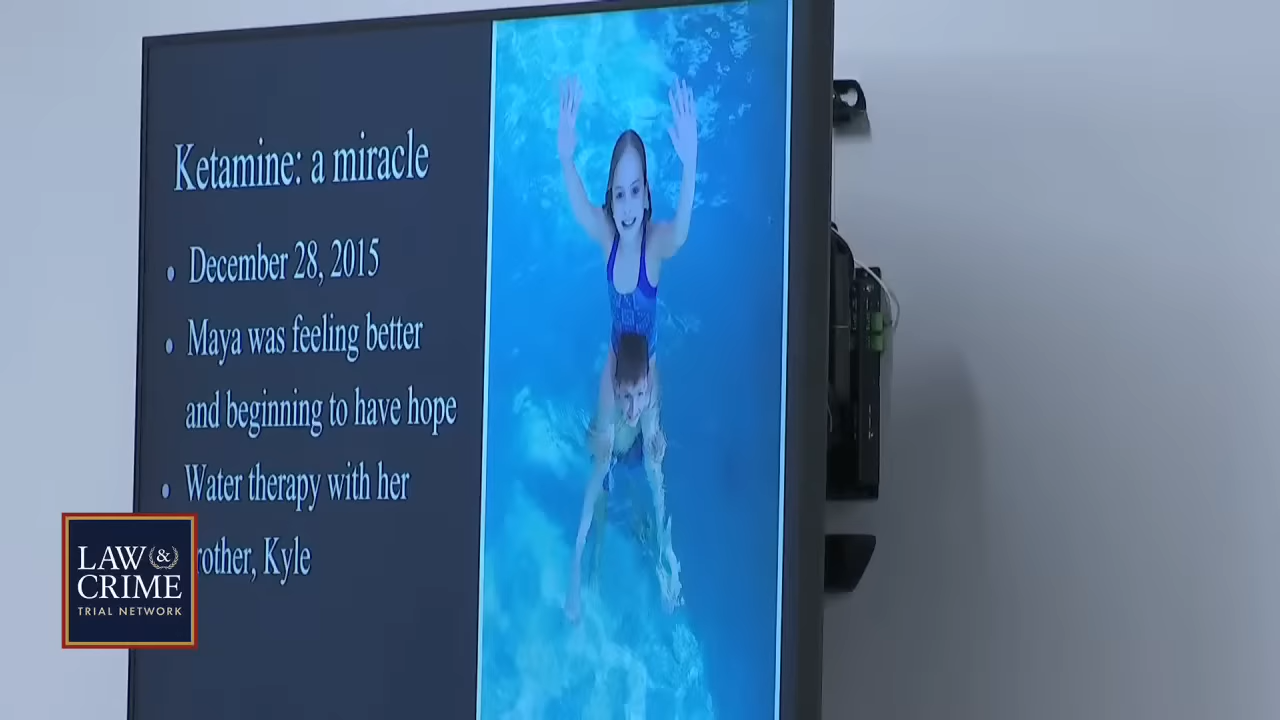 Ketamine: a miracle
• December 28, 2015
• Maya was feeling better
and beginning to have hope
• Water therapy with her
rother, Kyle
LAW &
CRIME
TRIAL NETWORK